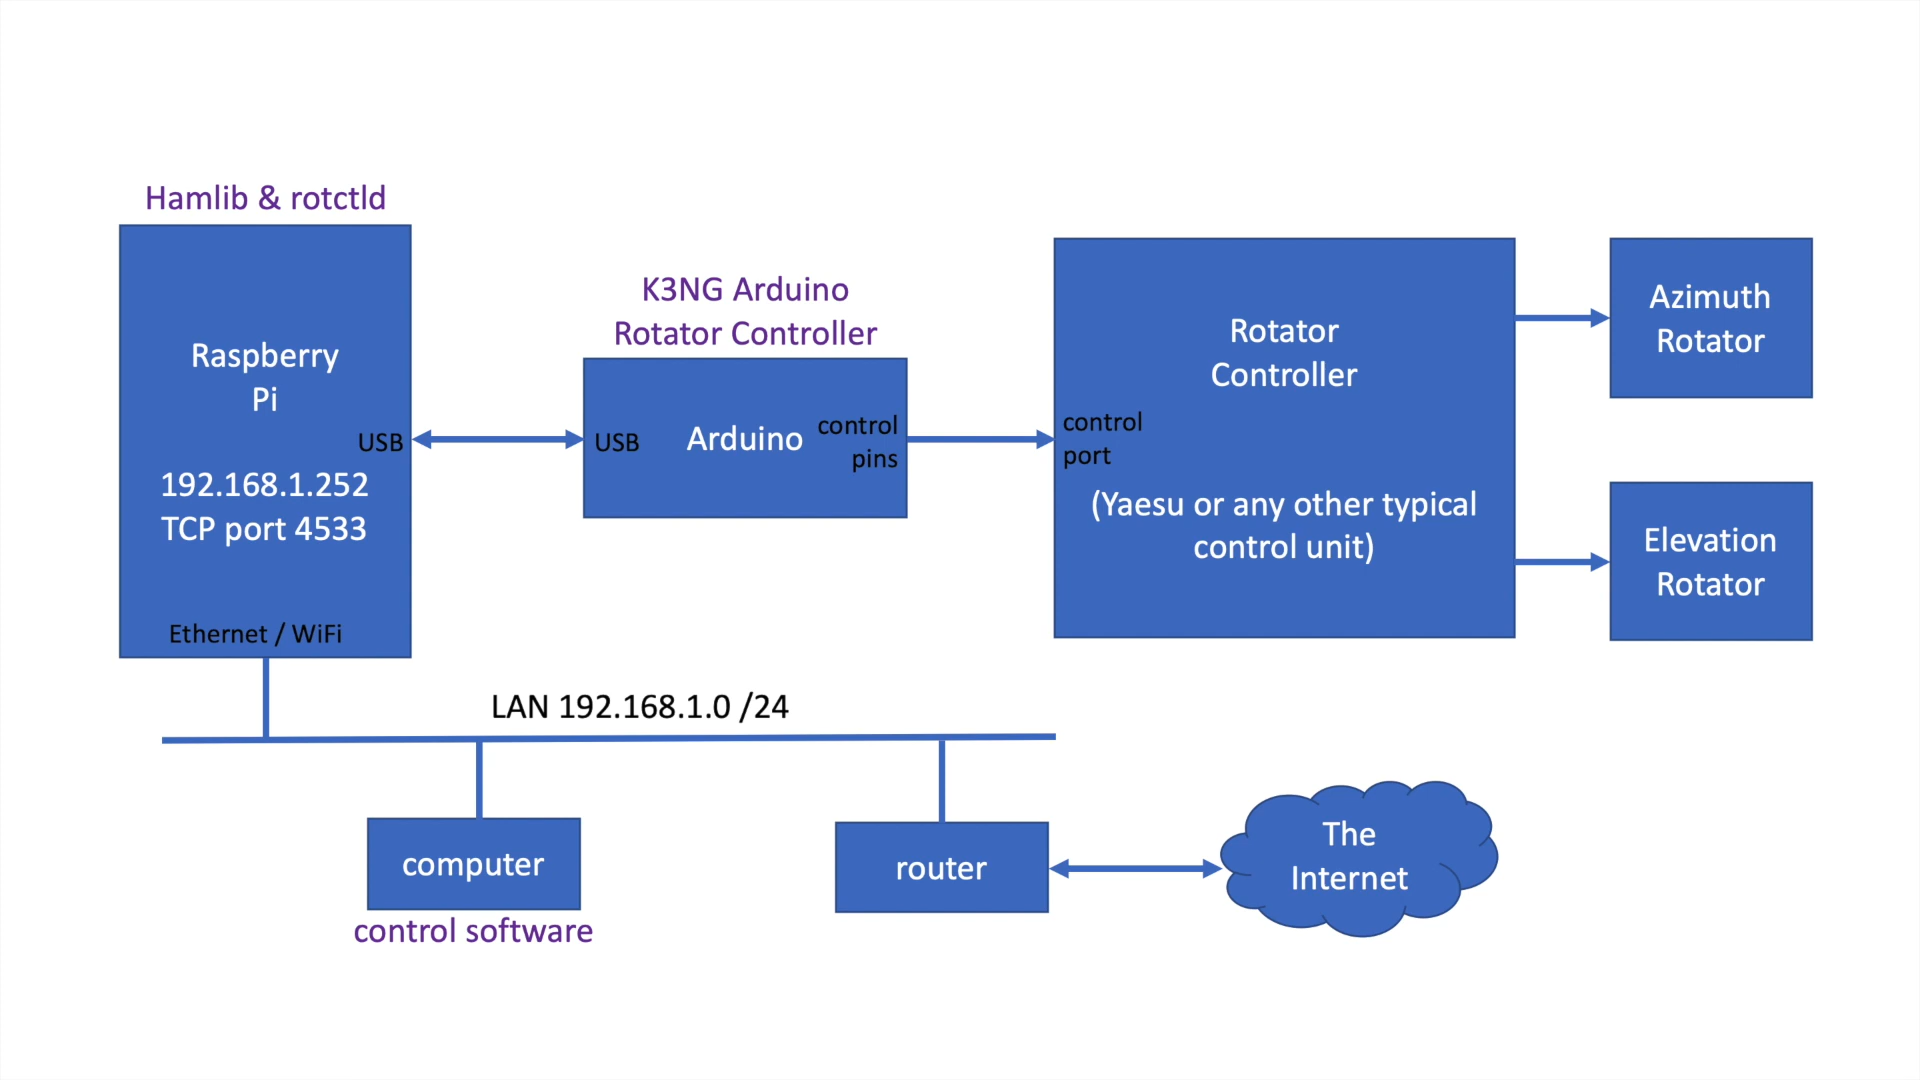 Hamlib & rotctld
Raspberry
Pi
USB
192.168.1.252
TCP port 4533
Ethernet / WiFi
K3NG Arduino
Rotator Controller
USB
Arduino
control
pins
Rotator
Controller
control
port
(Yaesu or any other typical
control unit)
Azimuth
Rotator
Elevation
Rotator
LAN 192.168.1.0 /24
computer
control software
router
The
Internet